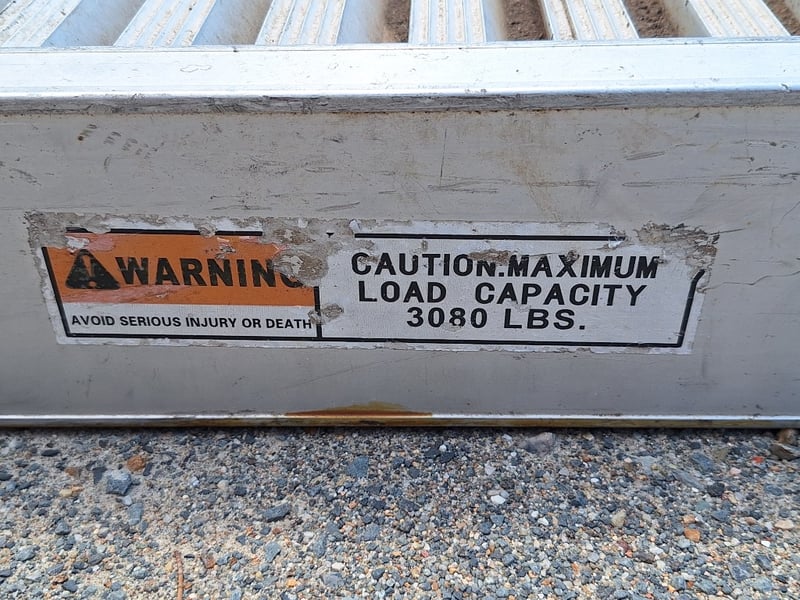 WARNING
AVOID SERIOUS INJURY OR DEATH
CAUTION:MAXIMUM
LOAD CAPACITY
3080 LBS.